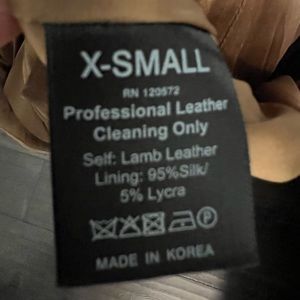 X-SMALL
RN 120572
Professional Leather
Cleaning Only
Self: Lamb Leather
Lining: 95%Silk/
5% Lycra
MADE IN KOREA